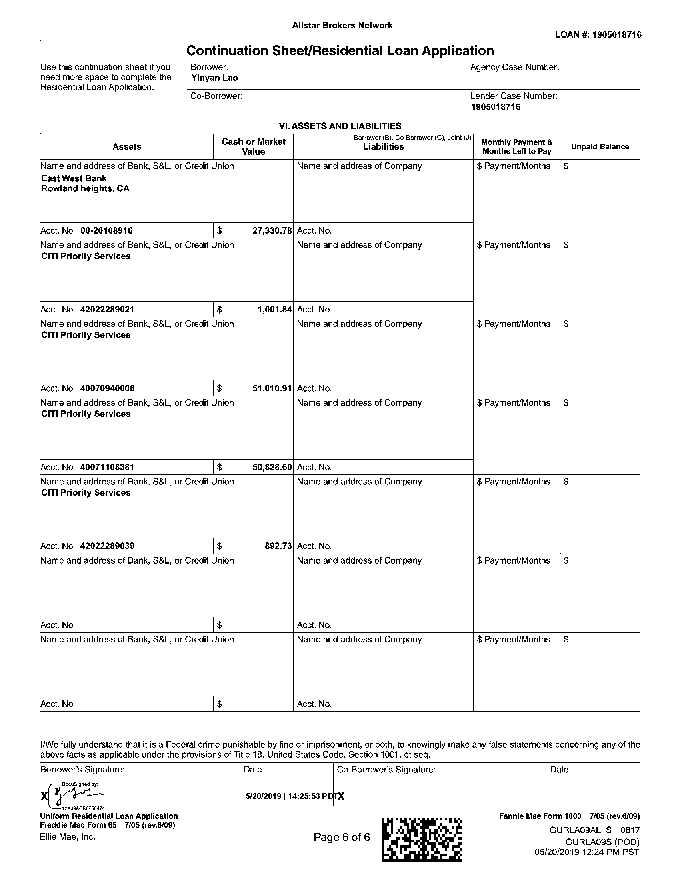 Allstar Brokers Network
LOAN #: 1905018716
Continuation Sheet/Residential Loan Application
Use this continuation sheet if you need more space to complete the Residential Loan Application.
Borrower:
Yinyan Lao
Agency Case Number:
Co-Borrower:
Lender Case Number:
1905018716
VI. ASSETS AND LIABILITIES
Borrower (B), Co-Borrower (C), Joint (J)
Assets
Cash or Market Value
Liabilities
Monthly Payment & Months Left to Pay
Unpaid Balance
Name and address of Bank, S&L, or Credit Union
Name and address of Company
$ Payment/Months
$
East West Bank
Rowland heights, CA
Acct. No 00-20108916
$ 27,330.78
Acct. No.
Name and address of Bank, S&L, or Credit Union
Name and address of Company
$ Payment/Months
$
CITI Priority Services
Acct. No 42022289021
$ 1,001.84
Acct. No.
Name and address of Bank, S&L, or Credit Union
Name and address of Company
$ Payment/Months
$
CITI Priority Services
Acct. No 40070940008
$ 51,010.91
Acct. No.
Name and address of Bank, S&L, or Credit Union
Name and address of Company
$ Payment/Months
$
CITI Priority Services
Acct. No 40071108381
$ 50,828.60
Acct. No.
Name and address of Bank, S&L, or Credit Union
Name and address of Company
$ Payment/Months
$
CITI Priority Services
Acct. No 42022289039
$ 892.73
Acct. No.
Name and address of Bank, S&L, or Credit Union
Name and address of Company
$ Payment/Months
$
Acct. No
$
Acct. No.
Name and address of Bank, S&L, or Credit Union
Name and address of Company
$ Payment/Months
$
Acct. No
$
Acct. No.
I/We fully understand that it is a Federal crime punishable by fine or imprisonment, or both, to knowingly make any false statements concerning any of the
above facts as applicable under the provisions of Title 18, United States Code, Section 1001, et seq.
Borrower's Signature:
Date
Co-Borrower's Signature:
Date
DocuSigned by:
X
5/20/2019 | 14:25:53 PDT
X
Uniform Residential Loan Application
Freddie Mac Form 65 7/05 (rev.6/09)
Fannie Mae Form 1003 7/05 (rev.6/09)
Ellie Mae, Inc.
Page 6 of 6
GURLA09AL_S 0817
GURLA09S (POD)
05/20/2019 12:24 PM PST